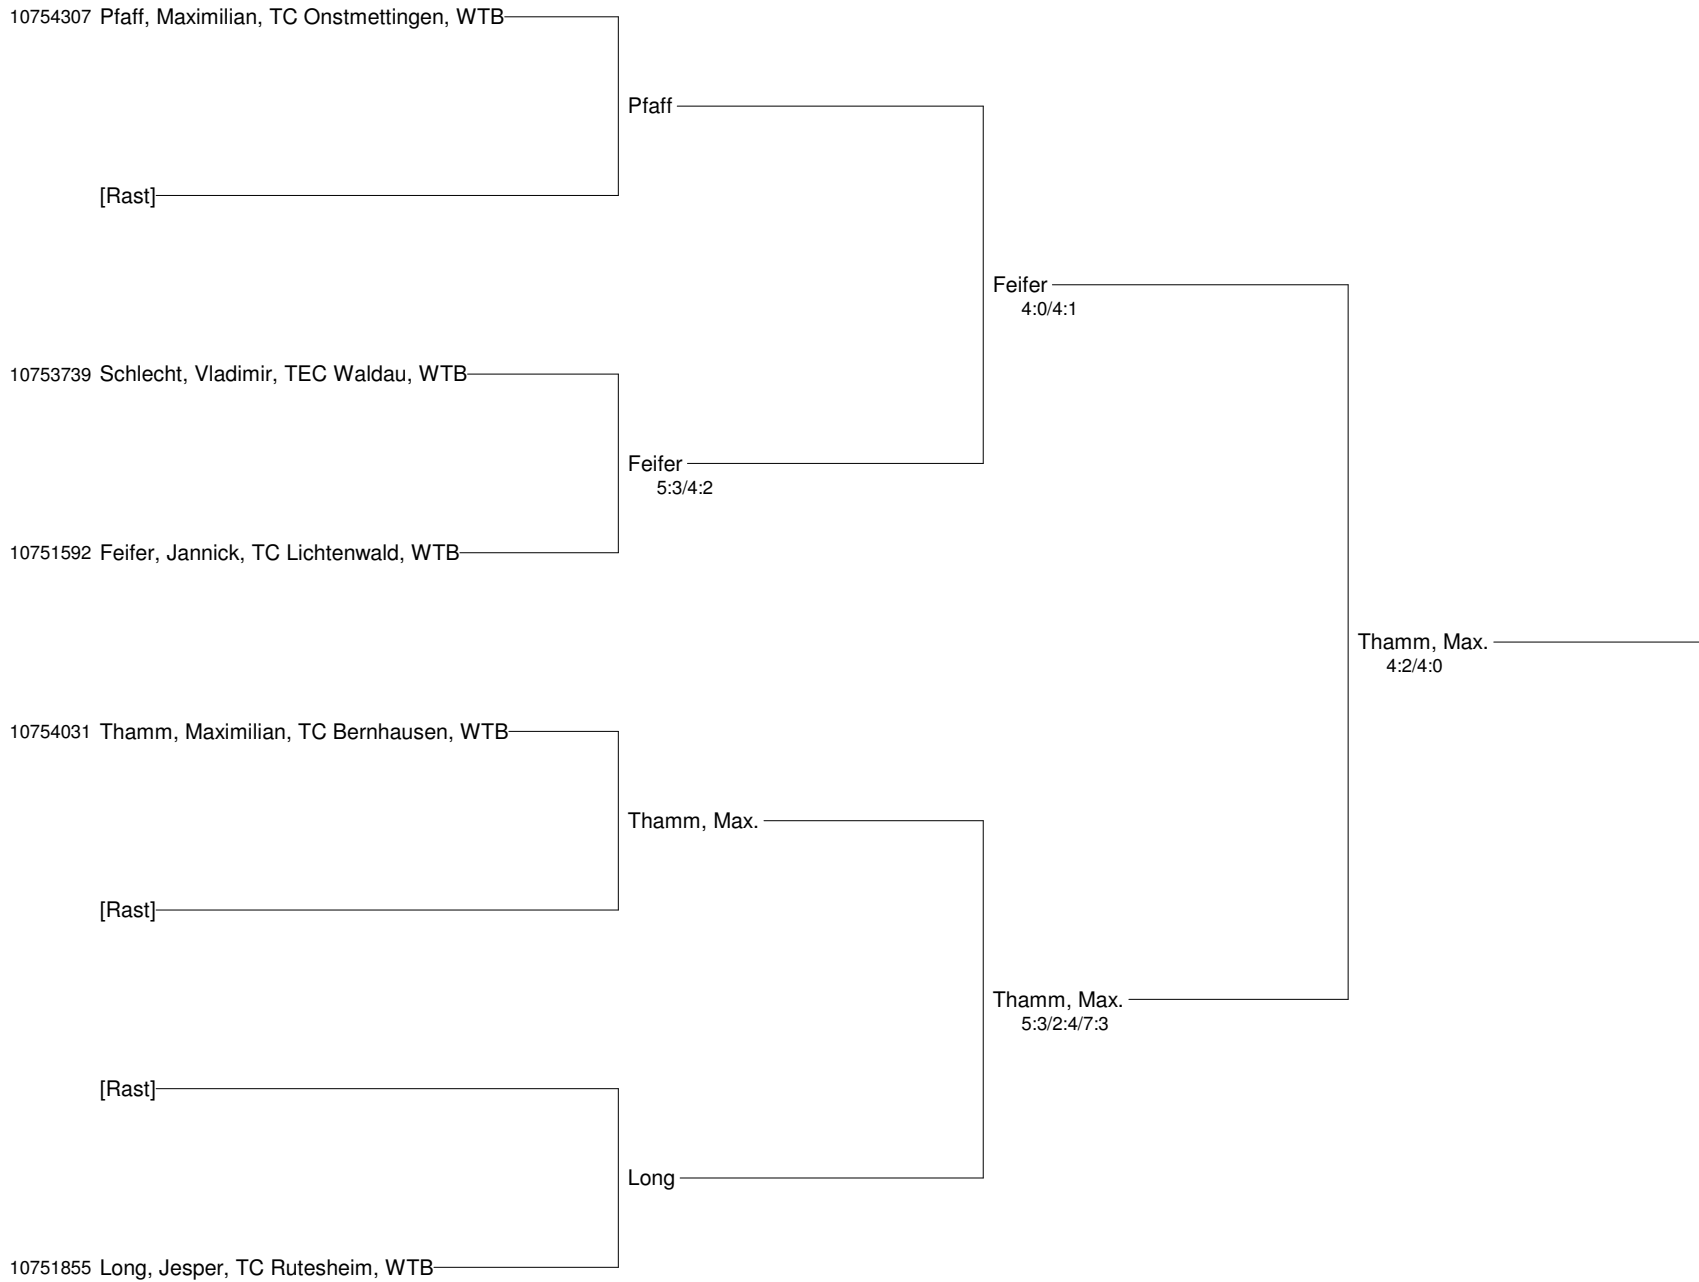 10754307 Pfaff, Maximilian, TC Onstmettingen, WTB
Pfaff
[Rast]
Feifer
4:0/4:1
10753739 Schlecht, Vladimir, TEC Waldau, WTB
Feifer
5:3/4:2
10751592 Feifer, Jannick, TC Lichtenwald, WTB
Thamm, Max.
4:2/4:0
10754031 Thamm, Maximilian, TC Bernhausen, WTB
Thamm, Max.
[Rast]
Thamm, Max.
5:3/2:4/7:3
[Rast]
Long
10751855 Long, Jesper, TC Rutesheim, WTB